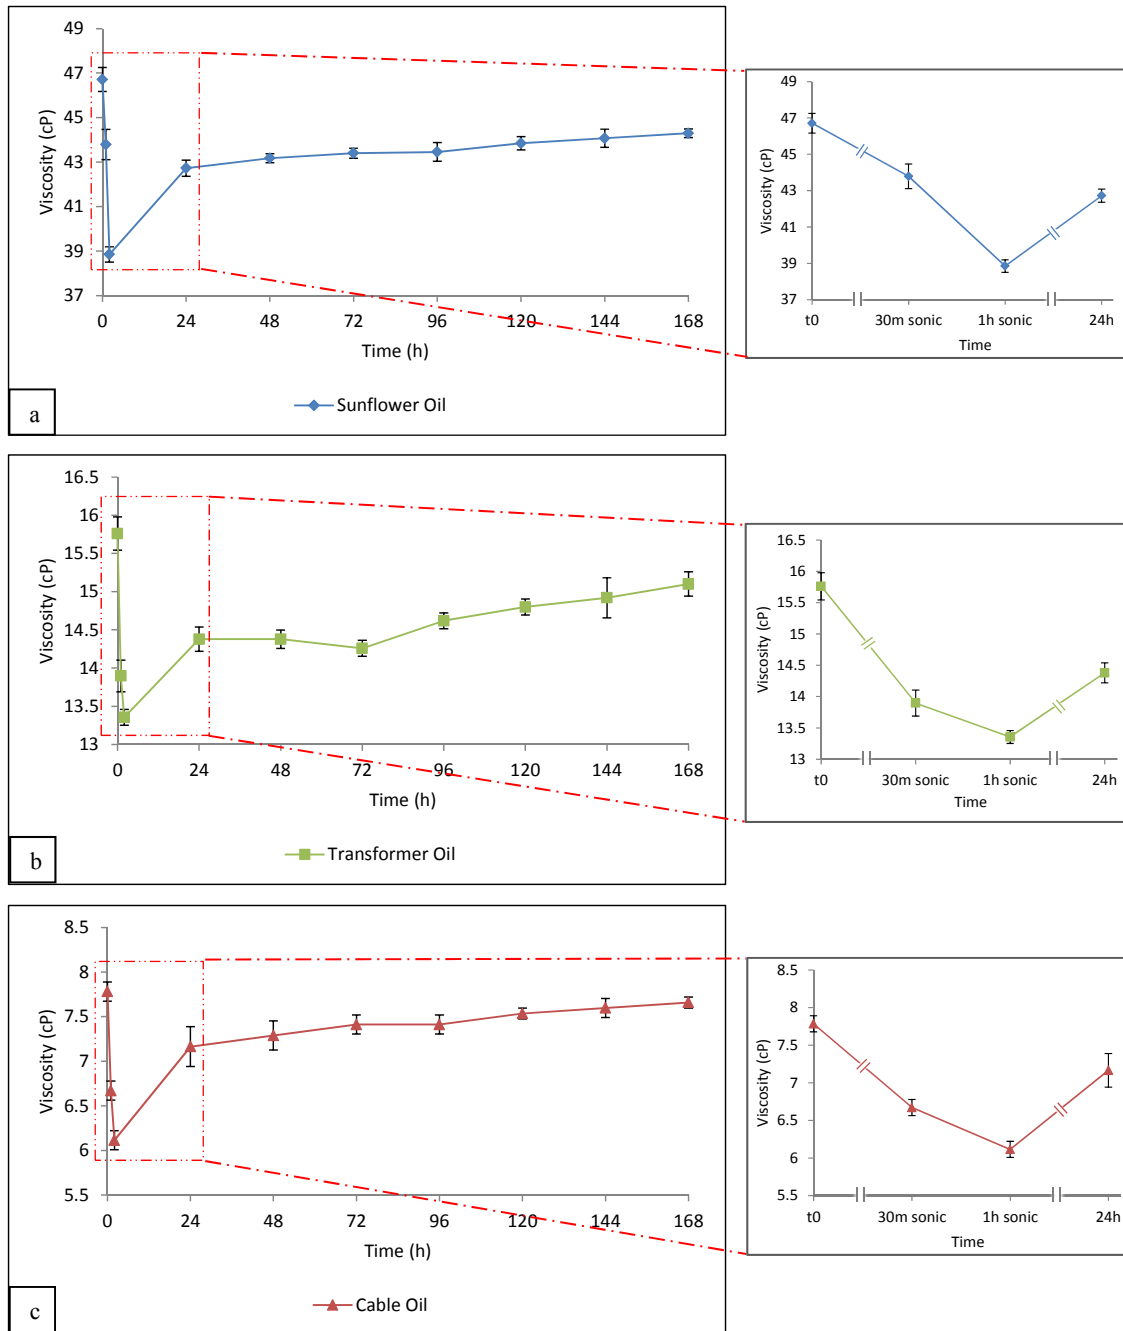 49
47
45
43
41
39
37
Viscosity (cP)
0 24 48 72 96 120 144 168
Time (h)
Sunflower Oil
a
49
47
45
43
41
39
37
Viscosity (cP)
t0 30m sonic 1h sonic 24h
Time
16.5
16
15.5
15
14.5
14
13.5
13
Viscosity (cP)
0 24 48 72 96 120 144 168
Time (h)
Transformer Oil
b
16.5
16
15.5
15
14.5
14
13.5
13
Viscosity (cP)
t0 30m sonic 1h sonic 24h
Time
8.5
8
7.5
7
6.5
6
5.5
Viscosity (cP)
0 24 48 72 96 120 144 168
Time (h)
Cable Oil
c
8.5
8
7.5
7
6.5
6
5.5
Viscosity (cP)
t0 30m sonic 1h sonic 24h
Time